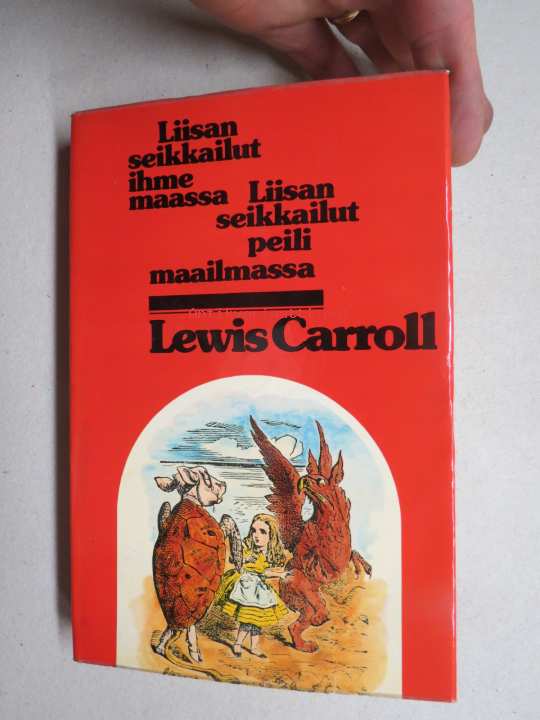 Liisan
seikkailut
ihme
maassa
Liisan
seikkailut
peili
maailmassa
Lewis Carroll